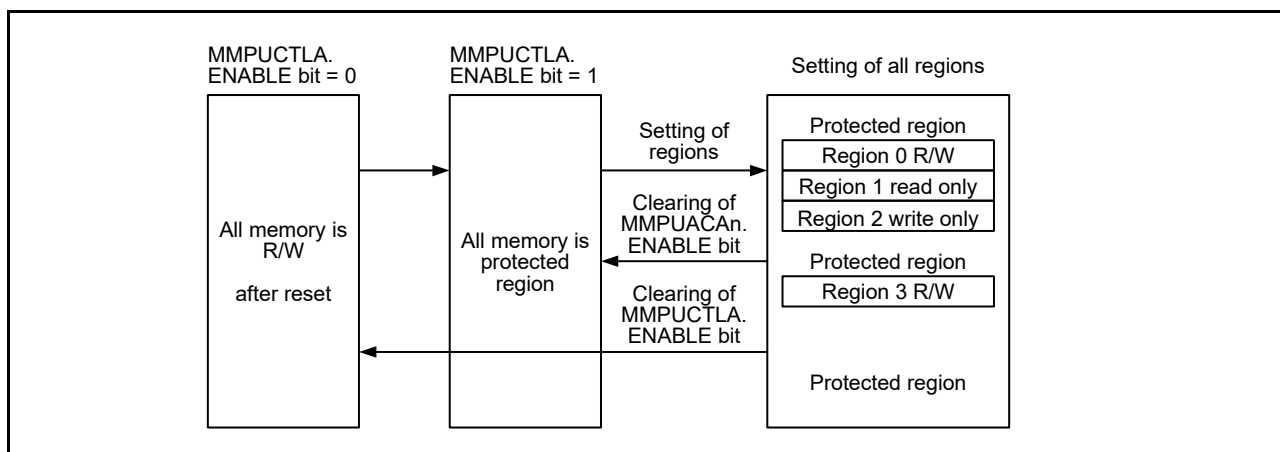 MMPUCTLA.
ENABLE bit = 0
All memory is
R/W
after reset
MMPUCTLA.
ENABLE bit = 1
All memory is
protected
region
Setting of
regions
Clearing of
MMPUACAn.
ENABLE bit
Clearing of
MMPUCTLA.
ENABLE bit
Setting of all regions
Protected region
Region 0 R/W
Region 1 read only
Region 2 write only
Protected region
Region 3 R/W
Protected region